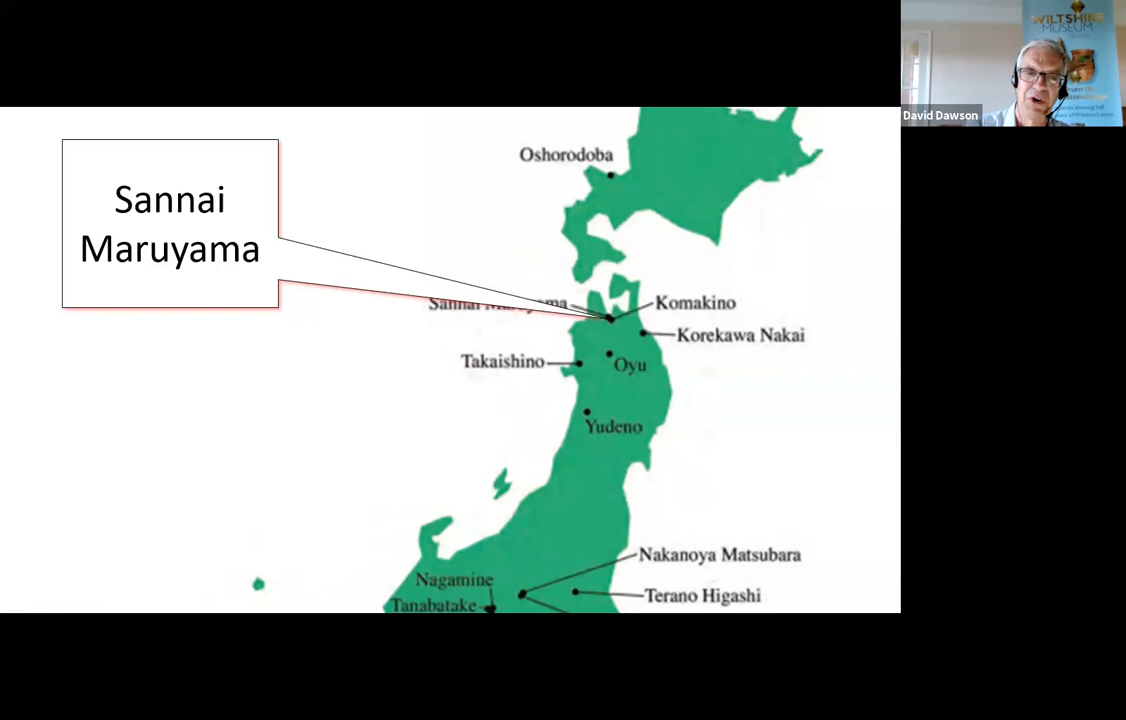 WILTSHIRE
MUSEUM
David Dawson
Oshorodoba
Sannai
Maruyama
Komakino
Korekawa Nakai
Takaishino
Oyu
Yudeno
Nakanoya Matsubara
Nagamine
Terano Higashi
Tanabatake